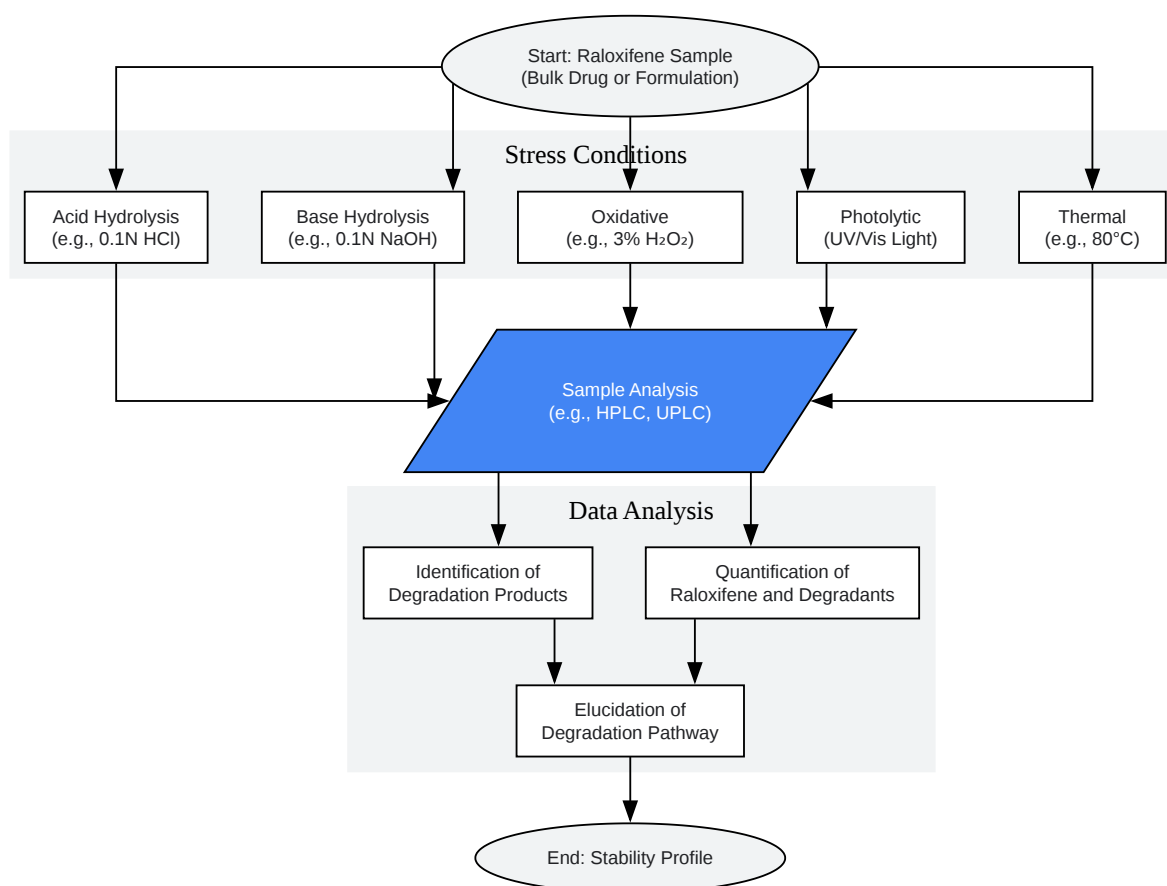 Start: Raloxifene Sample
(Bulk Drug or Formulation)
Stress Conditions
Acid Hydrolysis
(e.g., 0.1N HCl)
Base Hydrolysis
(e.g., 0.1N NaOH)
Oxidative
(e.g., 3% H₂O₂)
Photolytic
(UV/Vis Light)
Thermal
(e.g., 80°C)
Sample Analysis
(e.g., HPLC, UPLC)
Data Analysis
Identification of
Degradation Products
Quantification of
Raloxifene and Degradants
Elucidation of
Degradation Pathway
End: Stability Profile